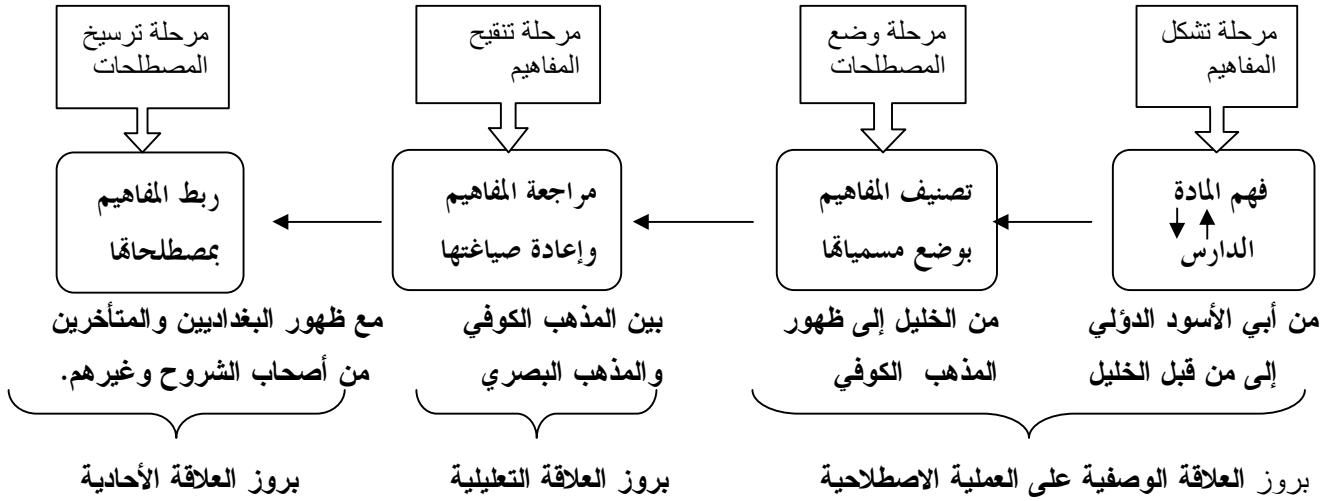 مرحلة تشكل
المفاهيم
مرحلة وضع
المصطلحات
مرحلة تنقيح
المفاهيم
مرحلة ترسيخ
المصطلحات
فهم المادة
الدارس
تصنيف المفاهيم
بوضع مسمياتها
مراجعة المفاهيم
وإعادة صياغتها
ربط المفاهيم
بمصطلحاتها
من أبي الأسود الدؤلي
إلى من قبل الخليل
من الخليل إلى ظهور
المذهب الكوفي
بين المذهب الكوفي
والمذهب البصري
مع ظهور البغداديين والمتأخرين
من أصحاب الشروح وغيرهم.
بروز العلاقة الوصفية على العملية الاصطلاحية
بروز العلاقة التعليلية
بروز العلاقة الأحادية